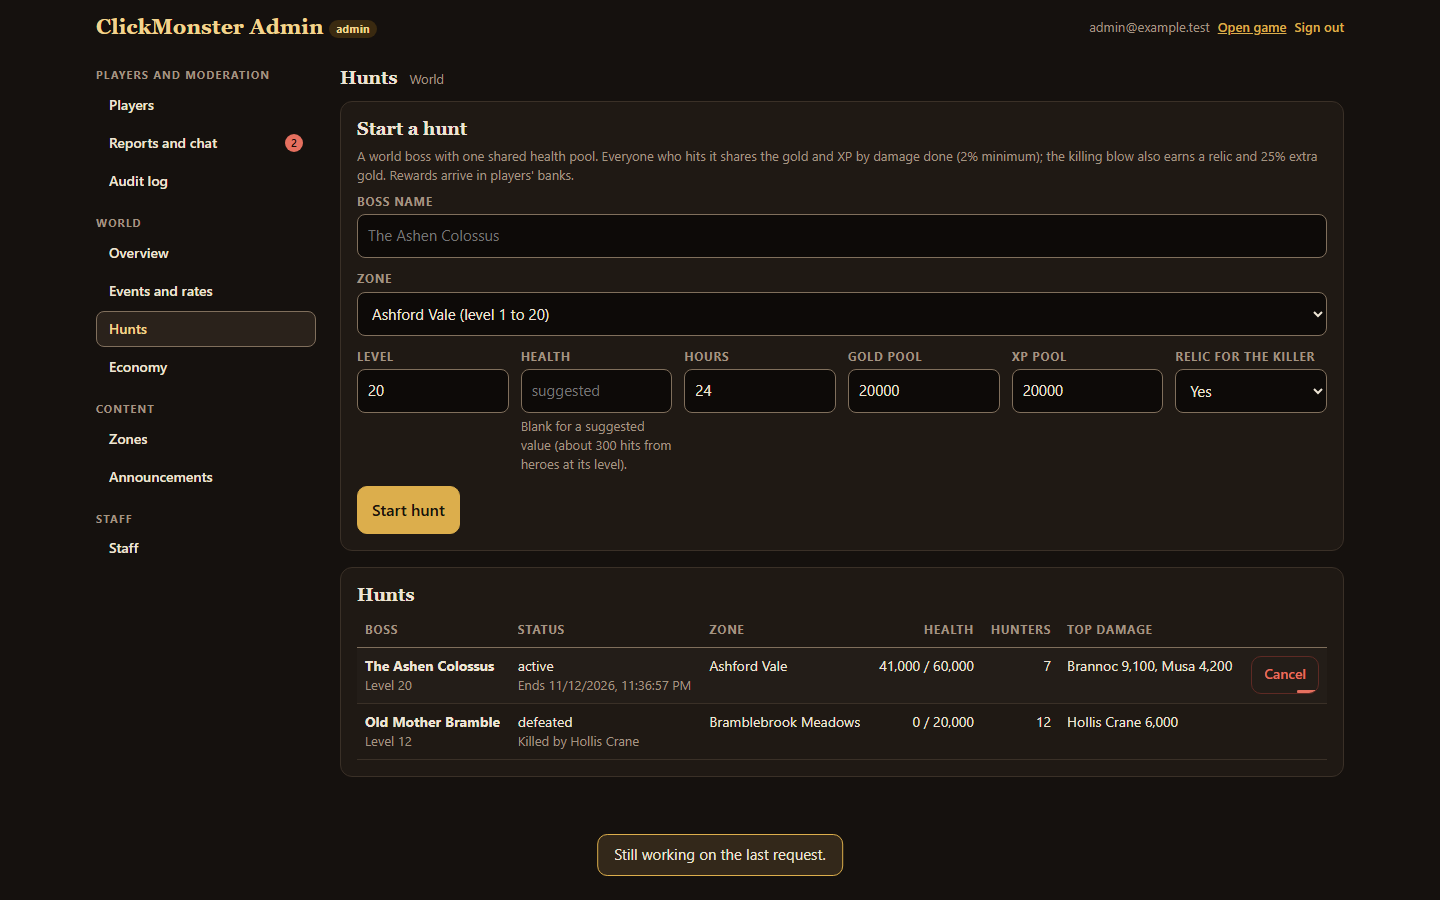 ClickMonster Admin admin
admin@example.test Open game Sign out
PLAYERS AND MODERATION
Players
Reports and chat 2
Audit log
WORLD
Overview
Events and rates
Hunts
Economy
CONTENT
Zones
Announcements
STAFF
Staff
Hunts World
Start a hunt
A world boss with one shared health pool. Everyone who hits it shares the gold and XP by damage done (2% minimum); the killing blow also earns a relic and 25% extra
gold. Rewards arrive in players' banks.
BOSS NAME
The Ashen Colossus
ZONE
Ashford Vale (level 1 to 20)
LEVEL HEALTH HOURS GOLD POOL XP POOL RELIC FOR THE KILLER
20 suggested 24 20000 20000 Yes
Blank for a suggested
value (about 300 hits from
heroes at its level).
Start hunt
Hunts
BOSS STATUS ZONE HEALTH HUNTERS TOP DAMAGE
The Ashen Colossus active Ashford Vale 41,000 / 60,000 7 Brannoc 9,100, Musa 4,200 Cancel
Level 20 Ends 11/12/2026, 11:36:57 PM
Old Mother Bramble defeated Bramblebrook Meadows 0 / 20,000 12 Hollis Crane 6,000
Level 12 Killed by Hollis Crane
Still working on the last request.